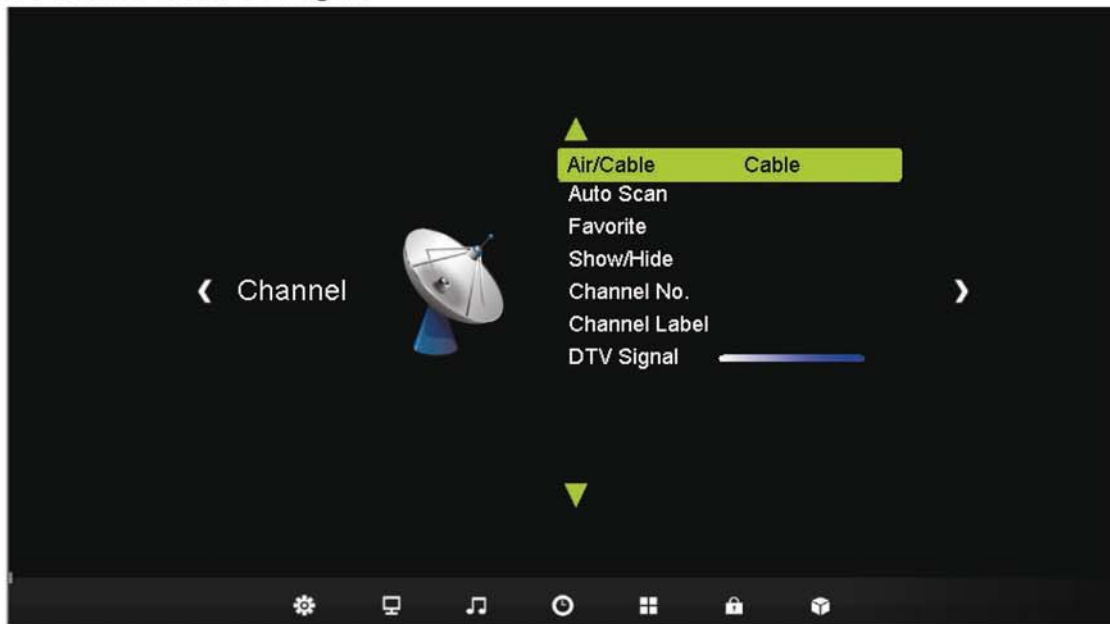 Air/Cable Cable
Auto Scan
Favorite
Show/Hide
Channel
Channel No.
Channel Label
DTV Signal